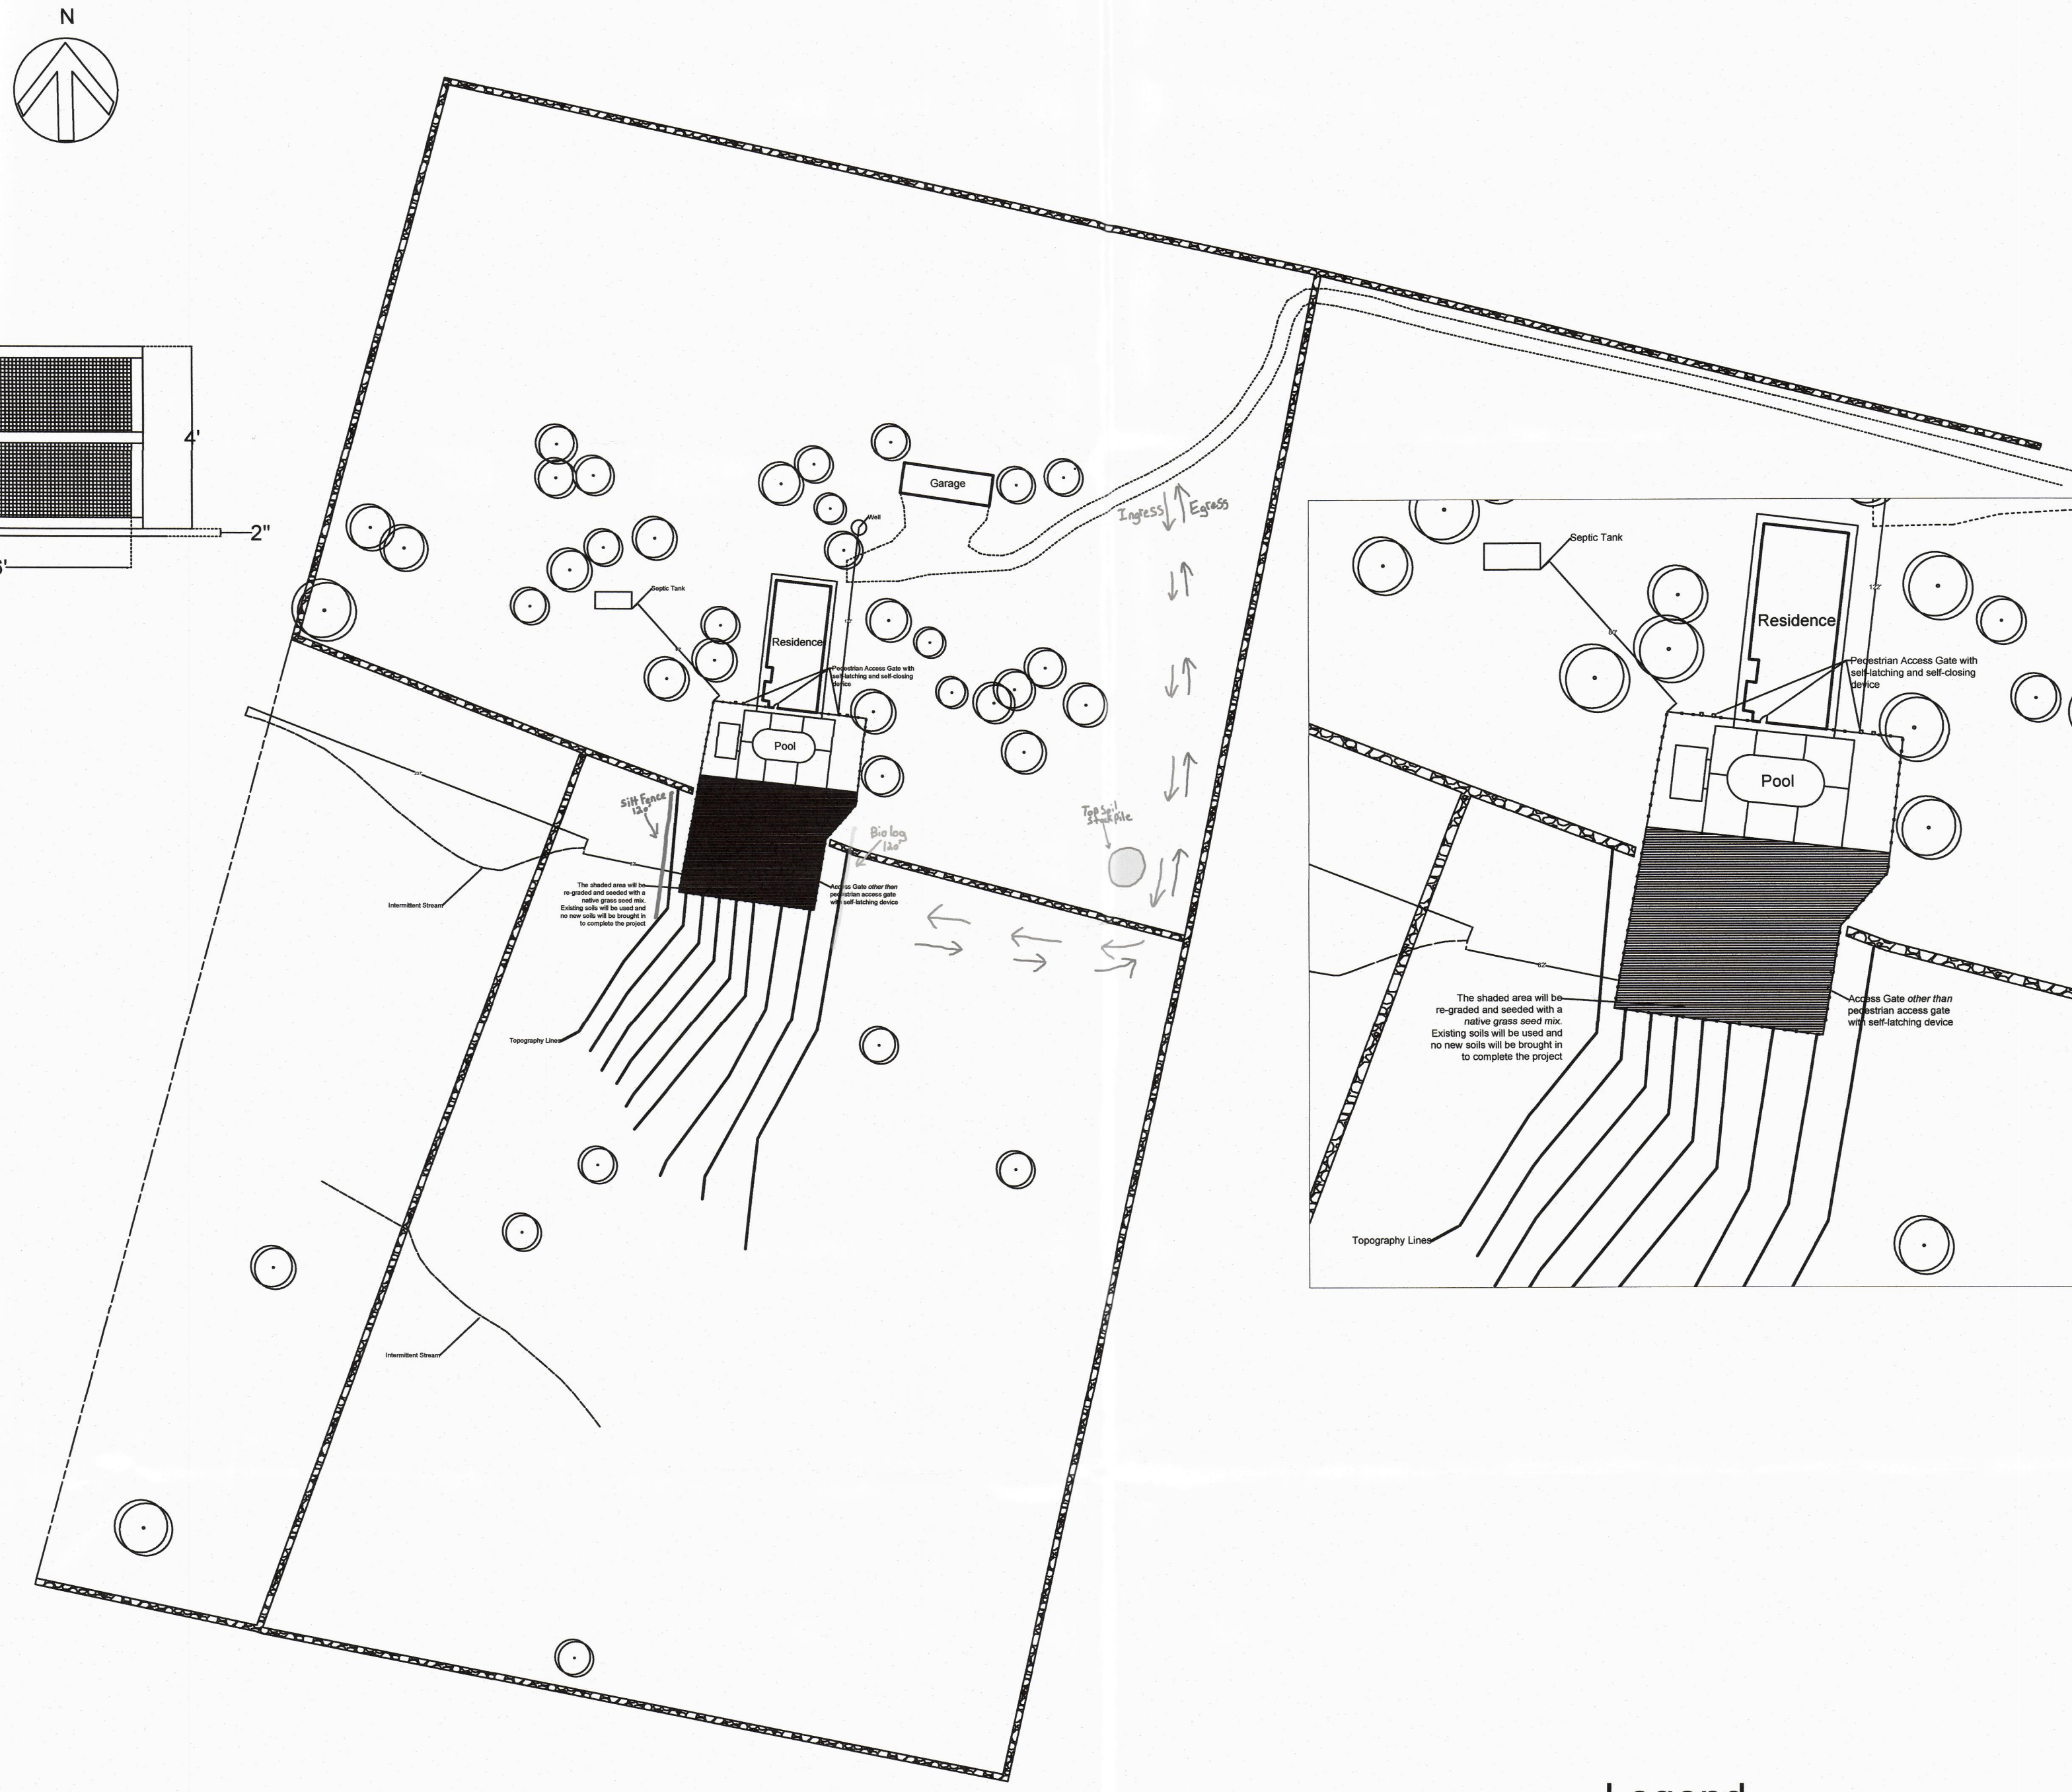 N
4'
2"
Garage
Ingress Egress
Well
Septic Tank
Residence
Pedestrian Access Gate with
self-latching and self-closing
device
Pool
Silt Fence
120'
Biolog
120'
Top Soil
Stockpile
Intermittent Stream
The shaded area will be
re-graded and seeded with a
native grass seed mix.
Existing soils will be used and
no new soils will be brought in
to complete the project
Access Gate other than
pedestrian access gate
with self-latching device
Topography Lines
Intermittent Stream
Septic Tank
Residence
Pedestrian Access Gate with
self-latching and self-closing
device
Pool
The shaded area will be
re-graded and seeded with a
native grass seed mix.
Existing soils will be used and
no new soils will be brought in
to complete the project
Access Gate other than
pedestrian access gate
with self-latching device
Topography Lines